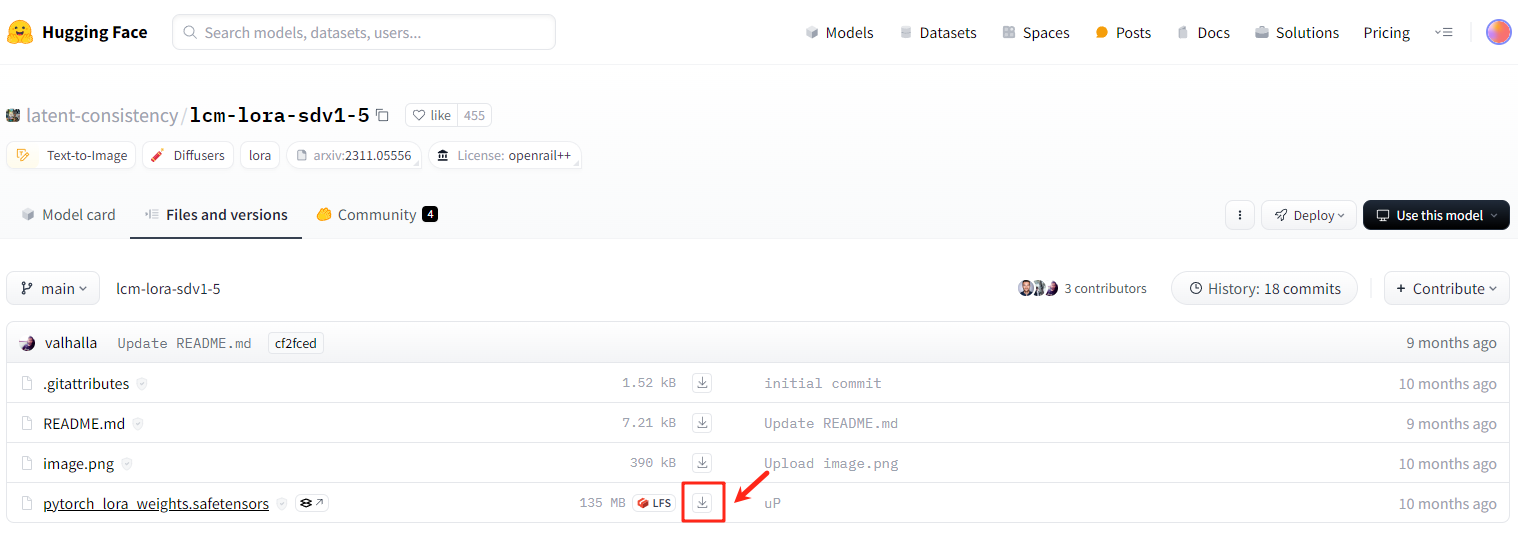 Hugging Face Search models, datasets, users... Models Datasets Spaces Posts Docs Solutions Pricing
latent-consistency/lcm-lora-sdv1-5 like 455
Text-to-Image Diffusers lora arxiv:2311.05556 License: openrail++
Model card Files and versions Community 4 Deploy Use this model
main lcm-lora-sdv1-5 3 contributors History: 18 commits + Contribute
valhalla Update README.md cf2fced 9 months ago
.gitattributes 1.52 kB initial commit 10 months ago
README.md 7.21 kB Update README.md 9 months ago
image.png 390 kB Upload image.png 10 months ago
pytorch_lora_weights.safetensors 135 MB LFS uP 10 months ago